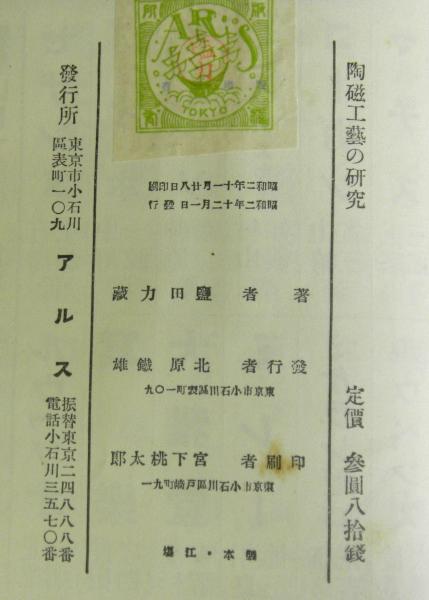 陶磁工藝の硏究
定價 參圓八拾錢
ARS
TOKYO
昭和二年十一月廿八日印刷
昭和二年十二月一日發行
著者 鹽田力藏
發行者 北原鐵雄
東京市小石川區表町一〇九
印刷者 宮下桃太郎
東京市小石川區戸崎町九一
製本・江塲
發行所
東京市小石川
區表町一〇九
アルス
振替東京二四八八八番
電話小石川三五七〇番